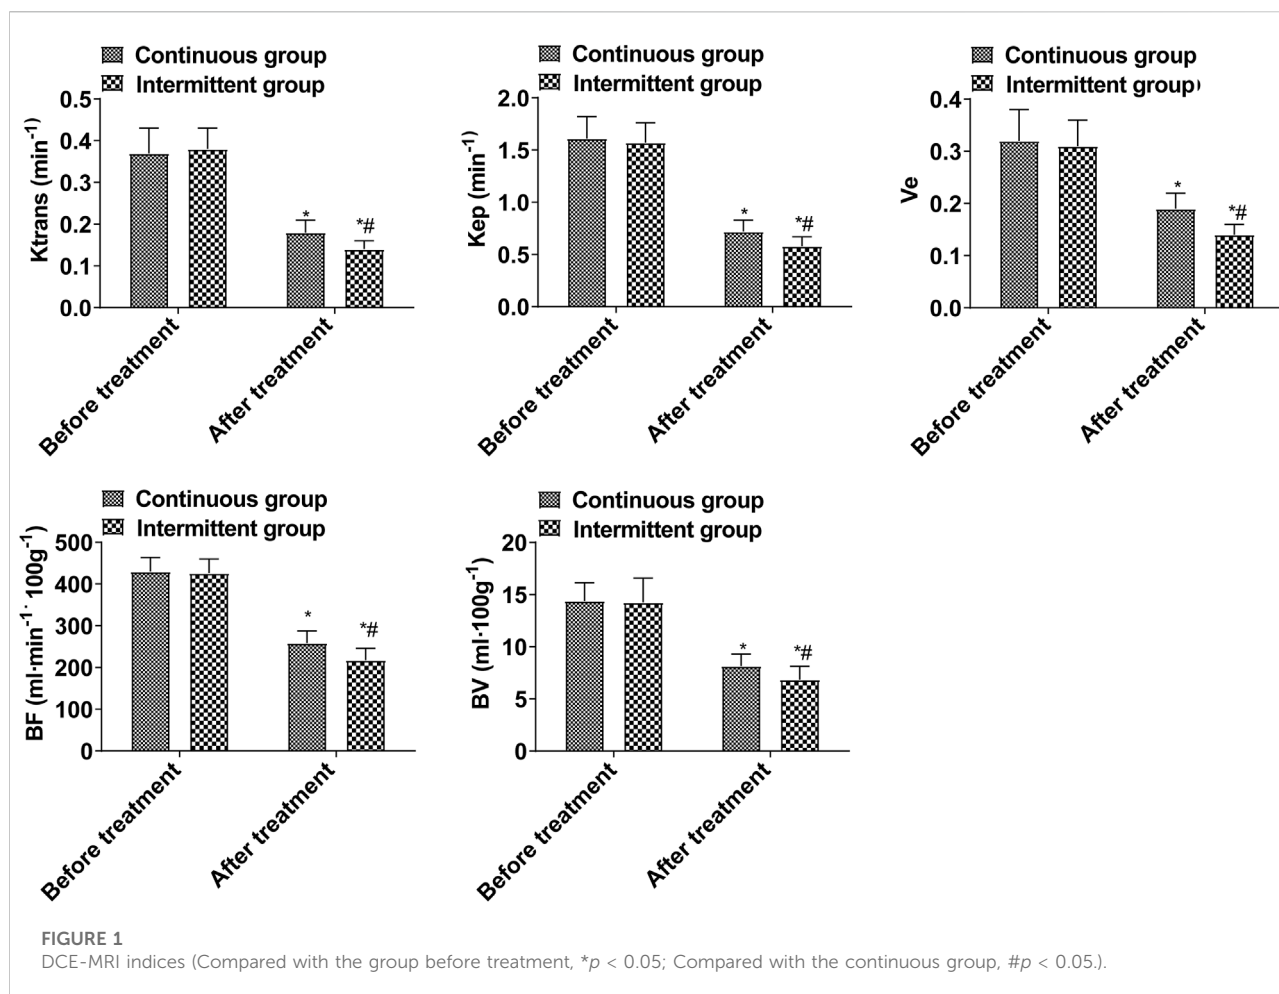 Continuous group
Intermittent group
Ktrans (min⁻¹)
0.5
0.4
0.3
0.2
0.1
0.0
*
*#
Before treatment
After treatment
Continuous group
Intermittent group
Kep (min⁻¹)
2.0
1.5
1.0
0.5
0.0
*
*#
Before treatment
After treatment
Continuous group
Intermittent group)
Ve
0.4
0.3
0.2
0.1
0.0
*
*#
Before treatment
After treatment
Continuous group
Intermittent group
BF (ml·min⁻¹· 100g⁻¹)
500
400
300
200
100
0
*
*#
Before treatment
After treatment
Continuous group
Intermittent group
BV (ml·100g⁻¹)
20
15
10
5
0
*
*#
Before treatment
After treatment
FIGURE 1
DCE-MRI indices (Compared with the group before treatment, *p < 0.05; Compared with the continuous group, #p < 0.05.).